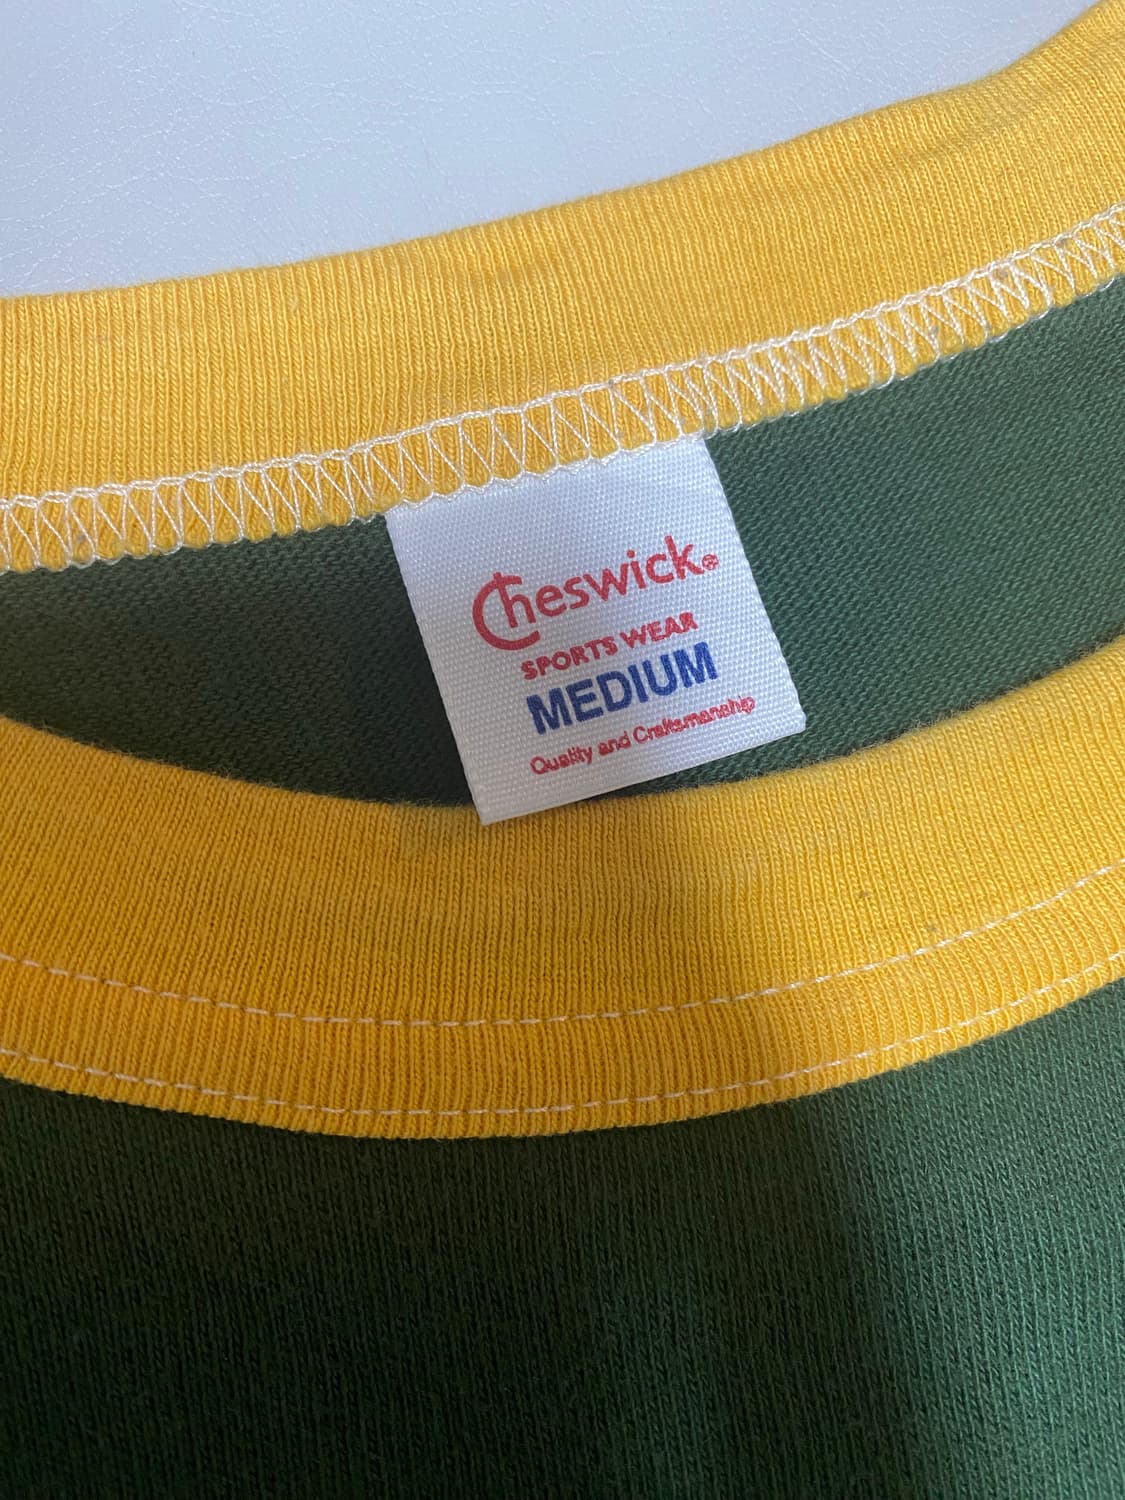 Cheswick®
SPORTS WEAR
MEDIUM
Quality and Craftsmanship